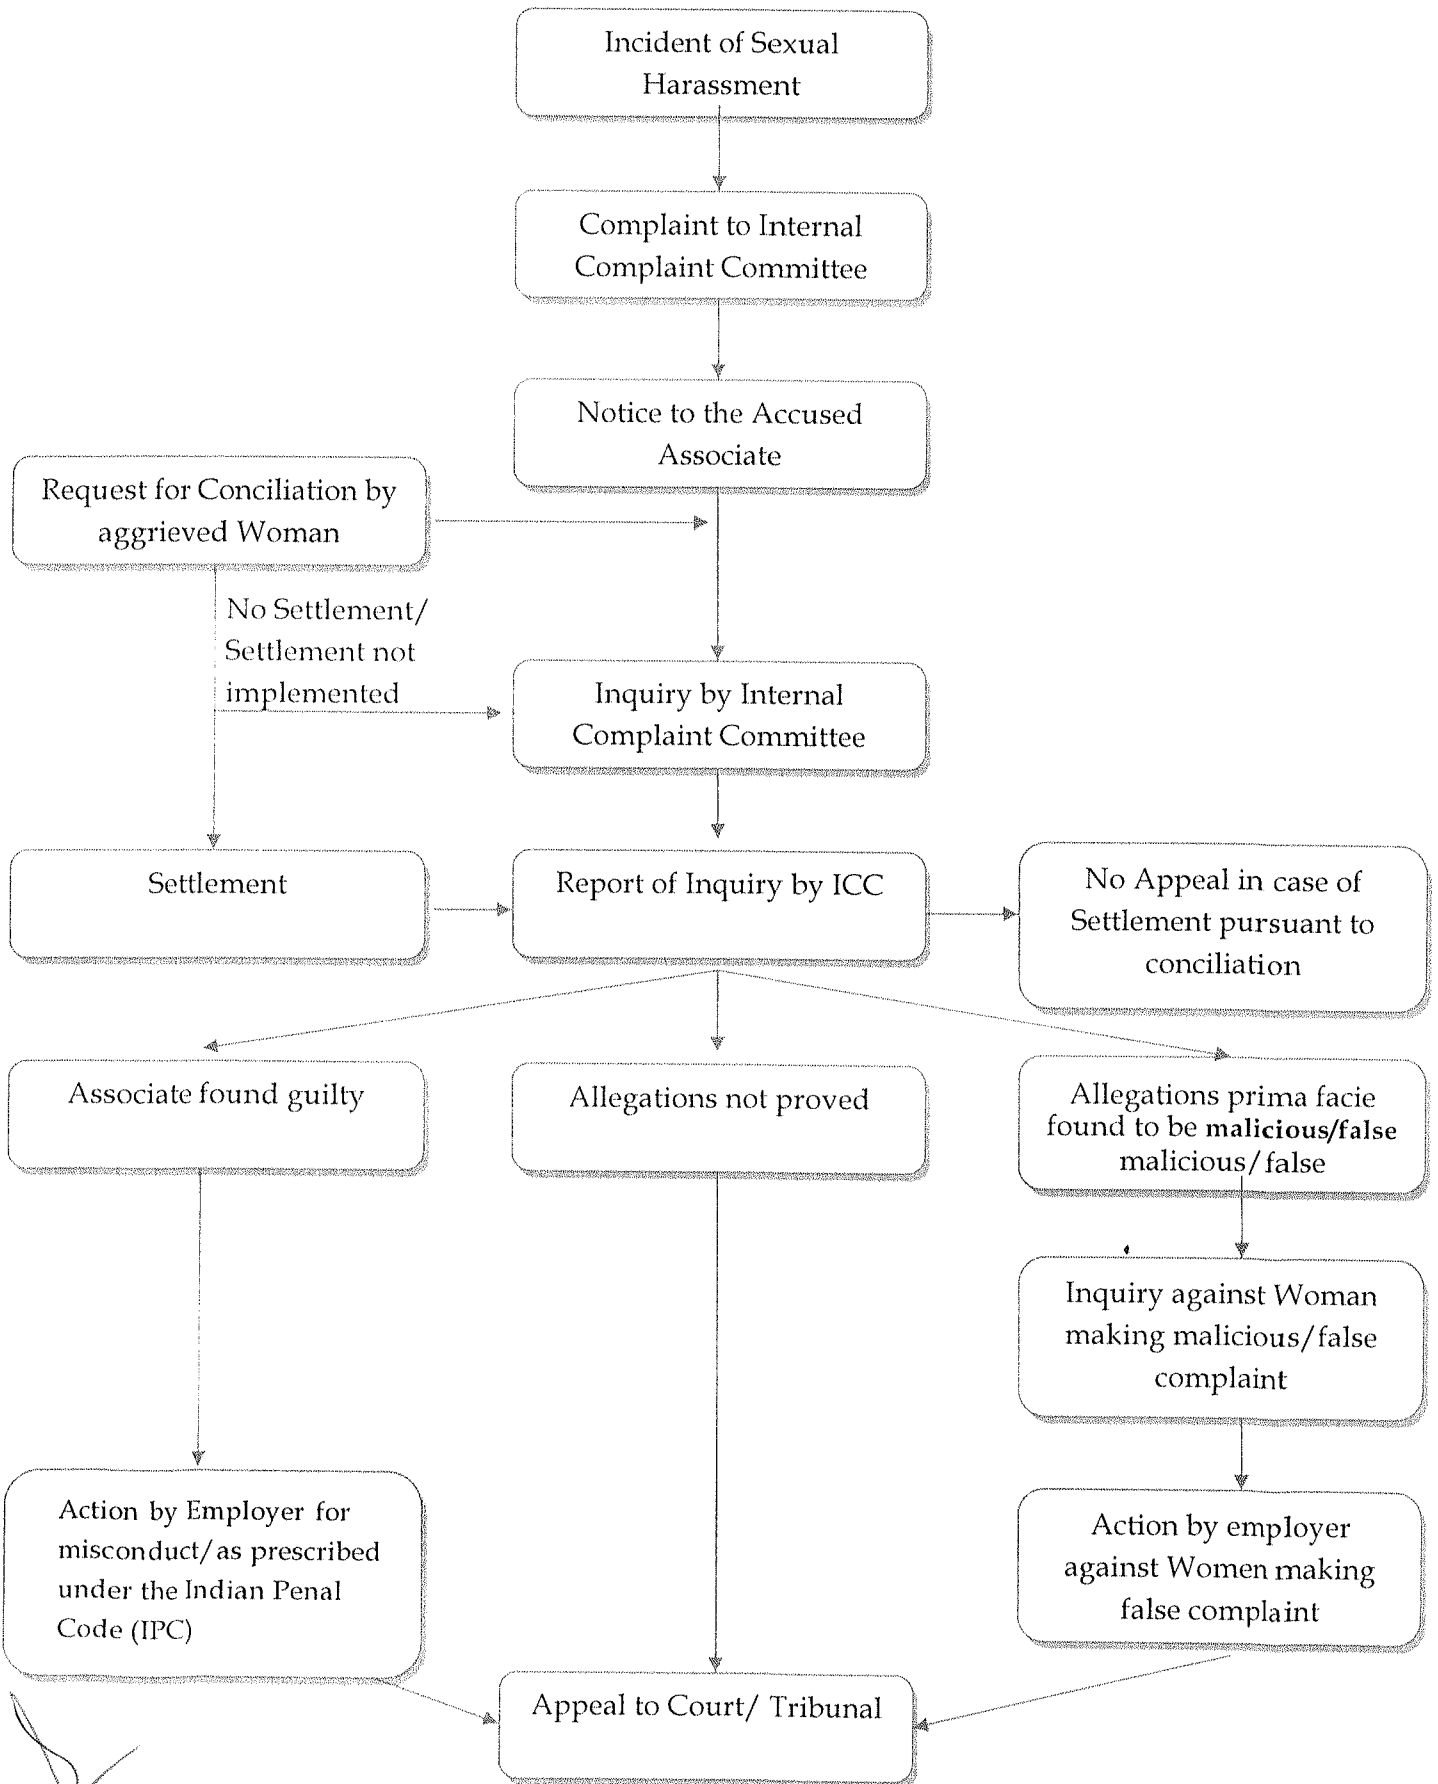 Incident of Sexual
Harassment
Complaint to Internal
Complaint Committee
Notice to the Accused
Associate
Request for Conciliation by
aggrieved Woman
No Settlement/
Settlement not
implemented
Inquiry by Internal
Complaint Committee
Settlement
Report of Inquiry by ICC
No Appeal in case of
Settlement pursuant to
conciliation
Associate found guilty
Allegations not proved
Allegations prima facie
found to be malicious/false
malicious/false
Inquiry against Woman
making malicious/false
complaint
Action by Employer for
misconduct/as prescribed
under the Indian Penal
Code (IPC)
Action by employer
against Women making
false complaint
Appeal to Court/ Tribunal